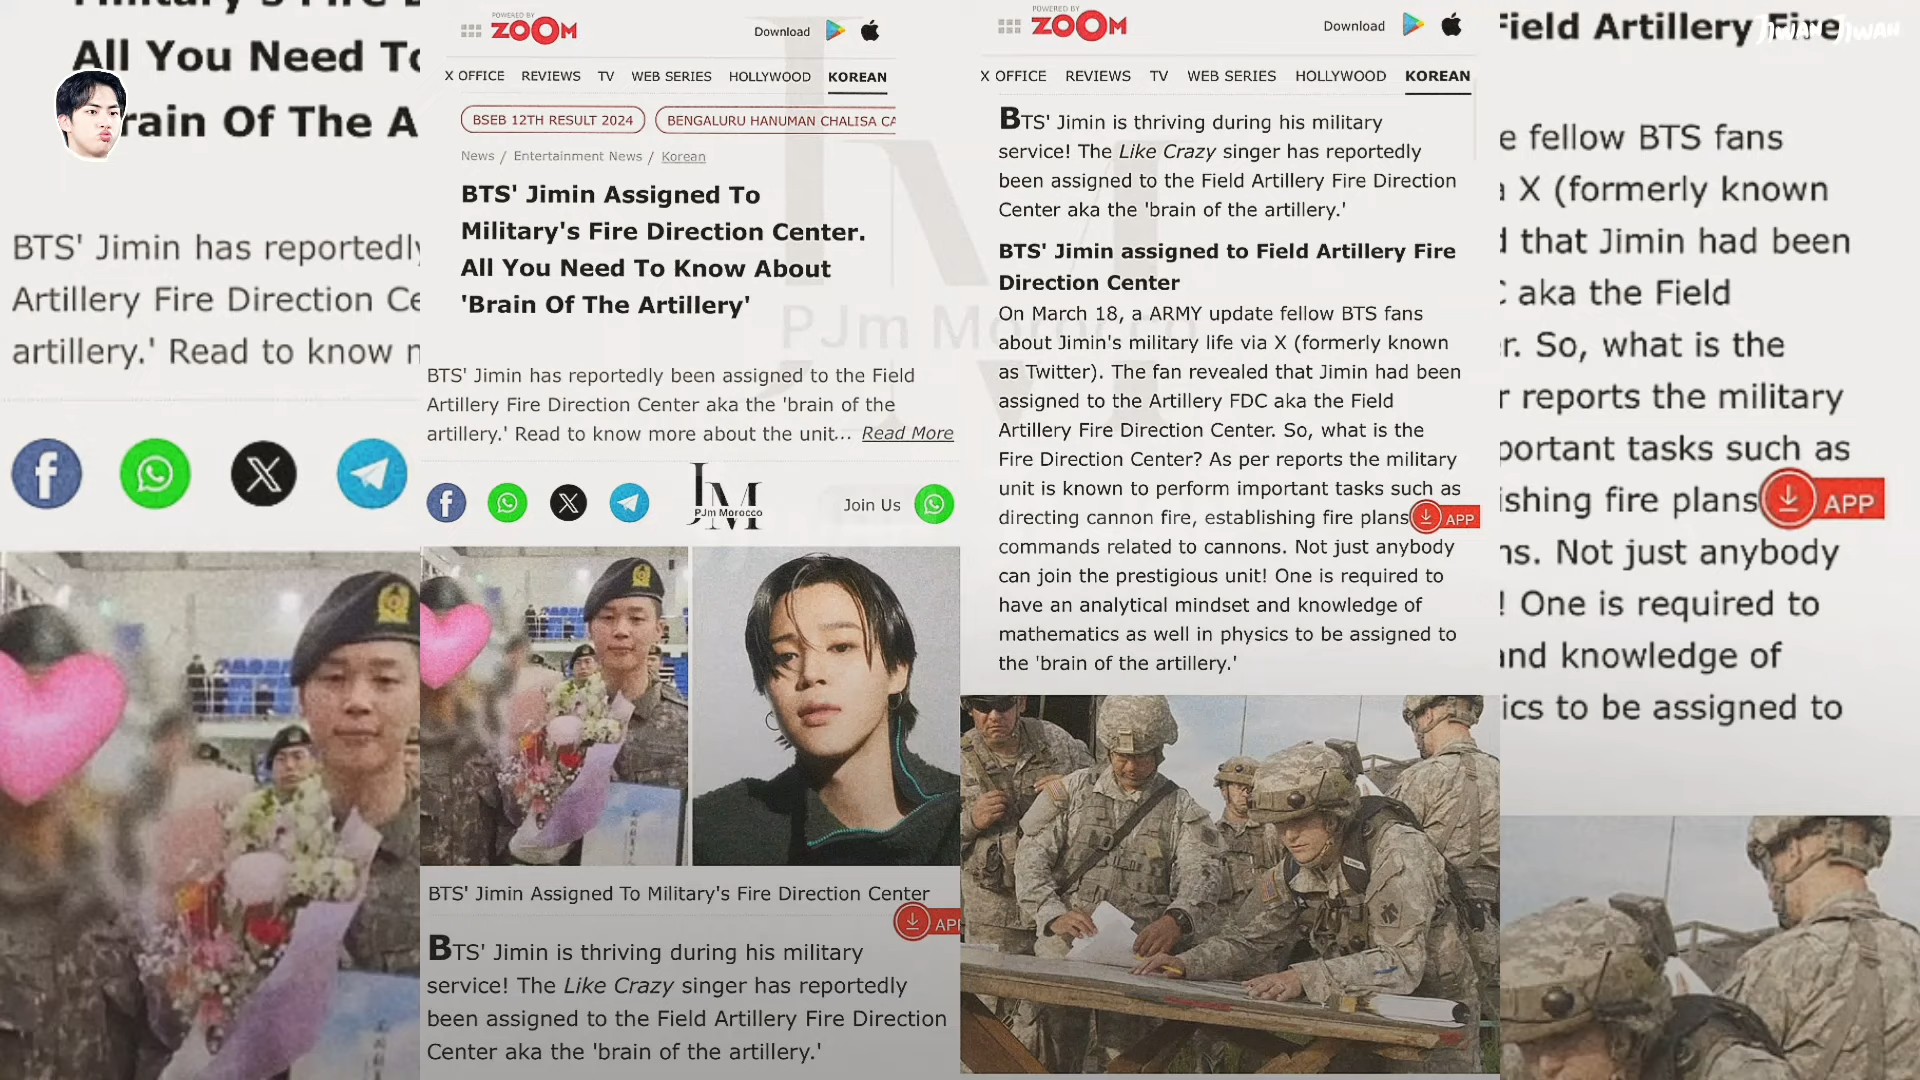 Military's Fire D
All You Need To
Brain Of The A
BTS' Jimin has reportedly
Artillery Fire Direction Ce
artillery.' Read to know m
POWERED BY
ZOOM
Download
X OFFICE REVIEWS TV WEB SERIES HOLLYWOOD KOREAN
BSEB 12TH RESULT 2024 BENGALURU HANUMAN CHALISA CA
News / Entertainment News / Korean
BTS' Jimin Assigned To
Military's Fire Direction Center.
All You Need To Know About
'Brain Of The Artillery'
BTS' Jimin has reportedly been assigned to the Field
Artillery Fire Direction Center aka the 'brain of the
artillery.' Read to know more about the unit... Read More
JM
PJm Morocco
Join Us
BTS' Jimin Assigned To Military's Fire Direction Center
APP
BTS' Jimin is thriving during his military
service! The Like Crazy singer has reportedly
been assigned to the Field Artillery Fire Direction
Center aka the 'brain of the artillery.'
PJm Morocco
POWERED BY
ZOOM
Download
X OFFICE REVIEWS TV WEB SERIES HOLLYWOOD KOREAN
BTS' Jimin is thriving during his military
service! The Like Crazy singer has reportedly
been assigned to the Field Artillery Fire Direction
Center aka the 'brain of the artillery.'
BTS' Jimin assigned to Field Artillery Fire
Direction Center
On March 18, a ARMY update fellow BTS fans
about Jimin's military life via X (formerly known
as Twitter). The fan revealed that Jimin had been
assigned to the Artillery FDC aka the Field
Artillery Fire Direction Center. So, what is the
Fire Direction Center? As per reports the military
unit is known to perform important tasks such as
directing cannon fire, establishing fire plans
APP
commands related to cannons. Not just anybody
can join the prestigious unit! One is required to
have an analytical mindset and knowledge of
mathematics as well in physics to be assigned to
the 'brain of the artillery.'
Field Artillery Fire
JIWAN JIWAN
e fellow BTS fans
a X (formerly known
d that Jimin had been
C aka the Field
r. So, what is the
r reports the military
portant tasks such as
ishing fire plans
APP
ns. Not just anybody
! One is required to
and knowledge of
ics to be assigned to